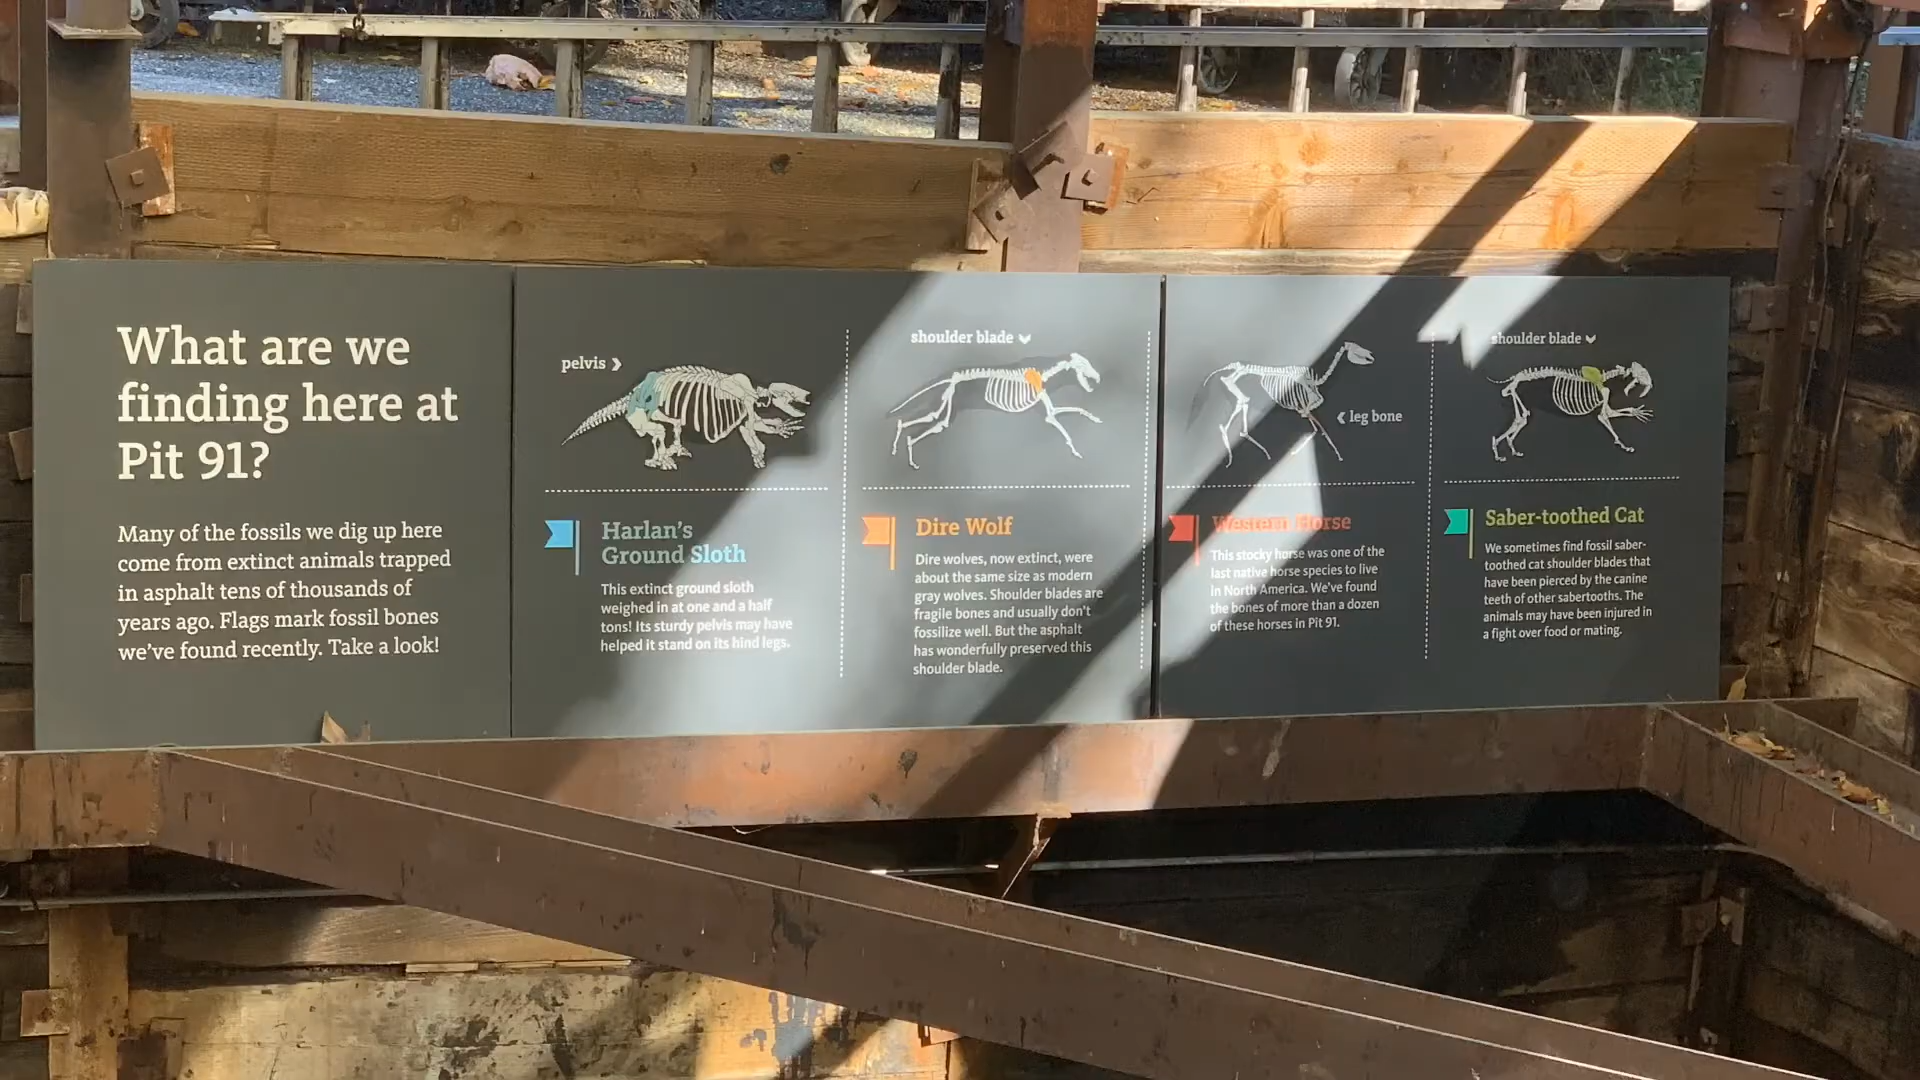 What are we
finding here at
Pit 91?
Many of the fossils we dig up here
come from extinct animals trapped
in asphalt tens of thousands of
years ago. Flags mark fossil bones
we've found recently. Take a look!
pelvis
Harlan's
Ground Sloth
This extinct ground sloth
weighed in at one and a half
tons! Its sturdy pelvis may have
helped it stand on its hind legs.
shoulder blade
Dire Wolf
Dire wolves, now extinct, were
about the same size as modern
gray wolves. Shoulder blades are
fragile bones and usually don't
fossilize well. But the asphalt
has wonderfully preserved this
shoulder blade.
leg bone
Western Horse
This stocky horse was one of the
last native horse species to live
in North America. We've found
the bones of more than a dozen
of these horses in Pit 91.
shoulder blade
Saber-toothed Cat
We sometimes find fossil saber-
toothed cat shoulder blades that
have been pierced by the canine
teeth of other sabertooths. The
animals may have been injured in
a fight over food or mating.